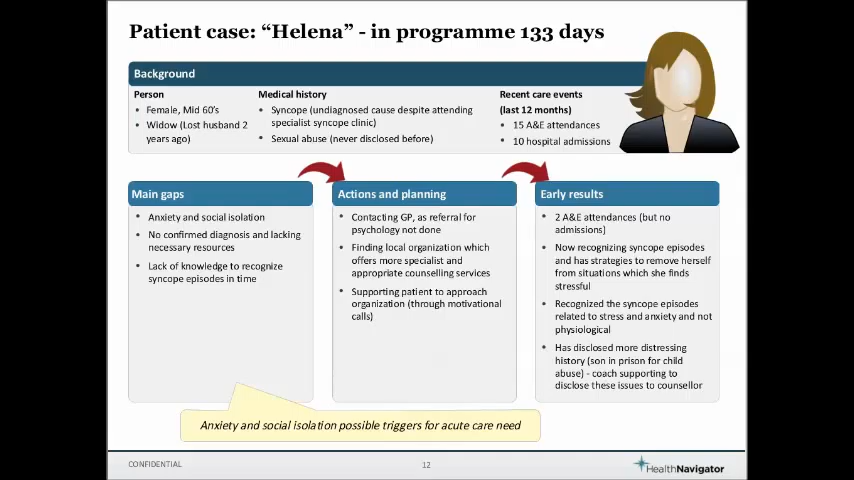 Patient case: “Helena” - in programme 133 days
Background
Person
• Female, Mid 60’s
• Widow (Lost husband 2
years ago)
Medical history
• Syncope (undiagnosed cause despite attending
specialist syncope clinic)
• Sexual abuse (never disclosed before)
Recent care events
(last 12 months)
• 15 A&E attendances
• 10 hospital admissions
Main gaps
• Anxiety and social isolation
• No confirmed diagnosis and lacking
necessary resources
• Lack of knowledge to recognize
syncope episodes in time
Actions and planning
• Contacting GP, as referral for
psychology not done
• Finding local organization which
offers more specialist and
appropriate counselling services
• Supporting patient to approach
organization (through motivational
calls)
Early results
• 2 A&E attendances (but no
admissions)
• Now recognizing syncope episodes
and has strategies to remove herself
from situations which she finds
stressful
• Recognized the syncope episodes
related to stress and anxiety and not
physiological
• Has disclosed more distressing
history (son in prison for child
abuse) - coach supporting to
disclose these issues to counsellor
Anxiety and social isolation possible triggers for acute care need
CONFIDENTIAL
12
HealthNavigator